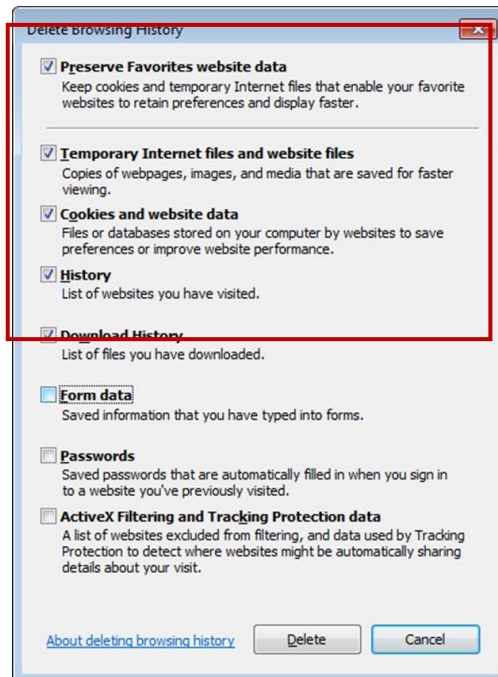 Delete Browsing History
Preserve Favorites website data
Keep cookies and temporary Internet files that enable your favorite
websites to retain preferences and display faster.
Temporary Internet files and website files
Copies of webpages, images, and media that are saved for faster
viewing.
Cookies and website data
Files or databases stored on your computer by websites to save
preferences or improve website performance.
History
List of websites you have visited.
Download History
List of files you have downloaded.
Form data
Saved information that you have typed into forms.
Passwords
Saved passwords that are automatically filled in when you sign in
to a website you've previously visited.
ActiveX Filtering and Tracking Protection data
A list of websites excluded from filtering, and data used by Tracking
Protection to detect where websites might be automatically sharing
details about your visit.
About deleting browsing history
Delete
Cancel